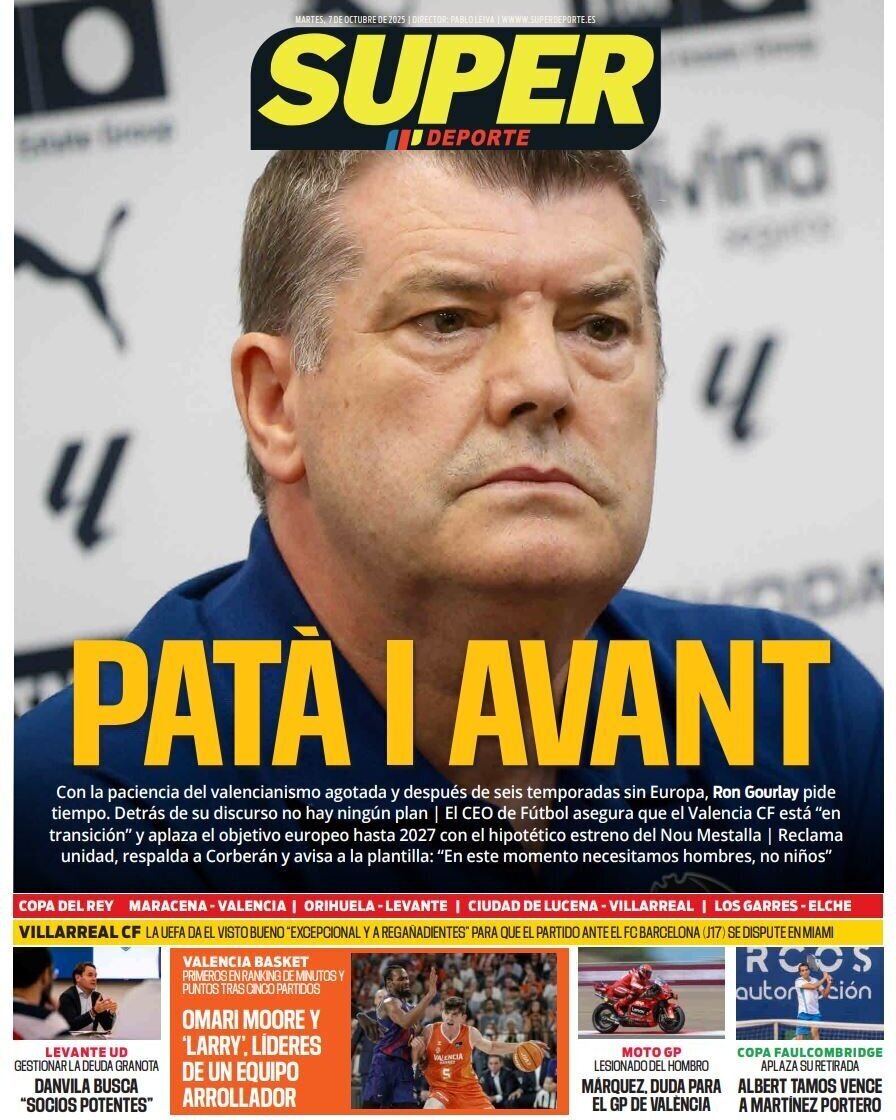 MARTES, 7 DE OCTUBRE DE 2025 | DIRECTOR: PABLO LEIVA | WWW.SUPERDEPORTE.ES
SUPER
DEPORTE
Estate Group
divina
seguros
PATÀ I AVANT
Con la paciencia del valencianismo agotada y después de seis temporadas sin Europa, Ron Gourlay pide
tiempo. Detrás de su discurso no hay ningún plan | El CEO de Fútbol asegura que el Valencia CF está “en
transición” y aplaza el objetivo europeo hasta 2027 con el hipotético estreno del Nou Mestalla | Reclama
unidad, respalda a Corberán y avisa a la plantilla: “En este momento necesitamos hombres, no niños”
COPA DEL REY MARACENA - VALENCIA | ORIHUELA - LEVANTE | CIUDAD DE LUCENA - VILLARREAL | LOS GARRES - ELCHE
VILLARREAL CF LA UEFA DA EL VISTO BUENO “EXCEPCIONAL Y A REGAÑADIENTES” PARA QUE EL PARTIDO ANTE EL FC BARCELONA (J17) SE DISPUTE EN MIAMI
LEVANTE UD
GESTIONAR LA DEUDA GRANOTA
DANVILA BUSCA
“SOCIOS POTENTES”
VALENCIA BASKET
PRIMEROS EN RANKING DE MINUTOS Y
PUNTOS TRAS CINCO PARTIDOS
OMARI MOORE Y
‘LARRY’, LÍDERES
DE UN EQUIPO
ARROLLADOR
VALENCIA
5
MOTO GP
LESIONADO DEL HOMBRO
MÁRQUEZ, DUDA PARA
EL GP DE VALÈNCIA
RCOS
automoción
COPA FAULCOMBRIDGE
APLAZA SU RETIRADA
ALBERT TAMOS VENCE
A MARTÍNEZ PORTERO